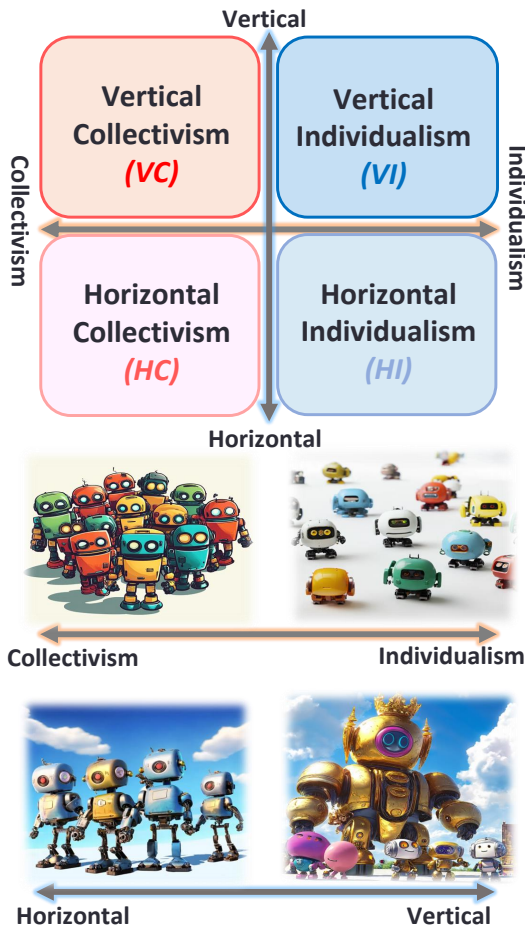 Vertical
Vertical
Collectivism
(VC)
Vertical
Individualism
(VI)
Collectivism
Individualism
Horizontal
Collectivism
(HC)
Horizontal
Individualism
(HI)
Horizontal
Collectivism
Individualism
Horizontal
Vertical